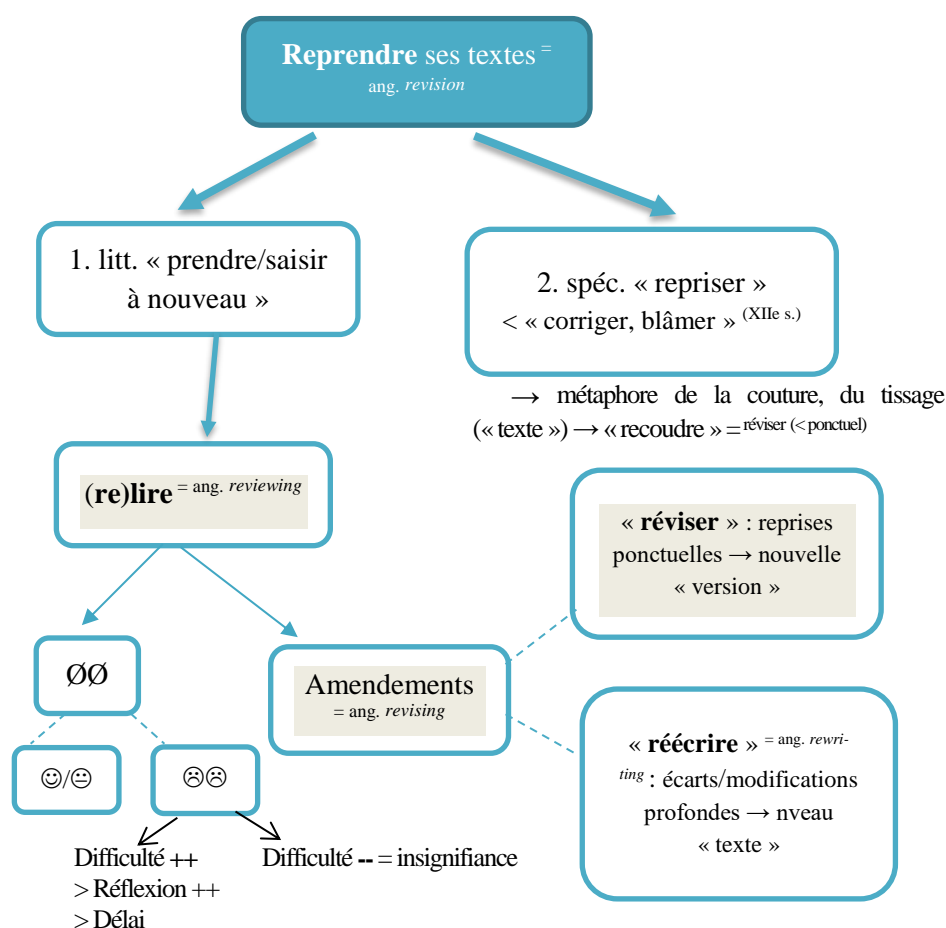 Reprendre ses textes =
ang. revision
1. litt. « prendre/saisir
à nouveau »
2. spéc. « repriser »
< « corriger, blâmer » (XIIe s.)
→ métaphore de la couture, du tissage
(« texte ») → « recoudre » = réviser (< ponctuel)
(re)lire = ang. reviewing
« réviser » : reprises
ponctuelles → nouvelle
« version »
ØØ
Amendements
= ang. revising
« réécrire » = ang. rewri-
ting : écarts/modifications
profondes → nveau
« texte »
☺/😐
☹☹
Difficulté ++
> Réflexion ++
> Délai
Difficulté -- = insignifiance